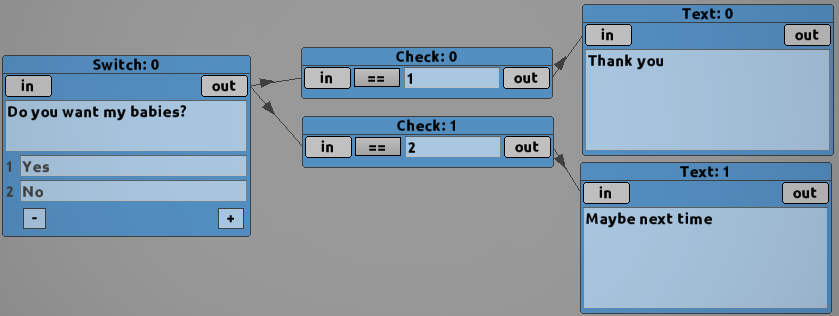 Switch: 0
in out
Do you want my babies?
1 Yes
2 No
- +
Check: 0
in == 1 out
Check: 1
in == 2 out
Text: 0
in out
Thank you
Text: 1
in out
Maybe next time